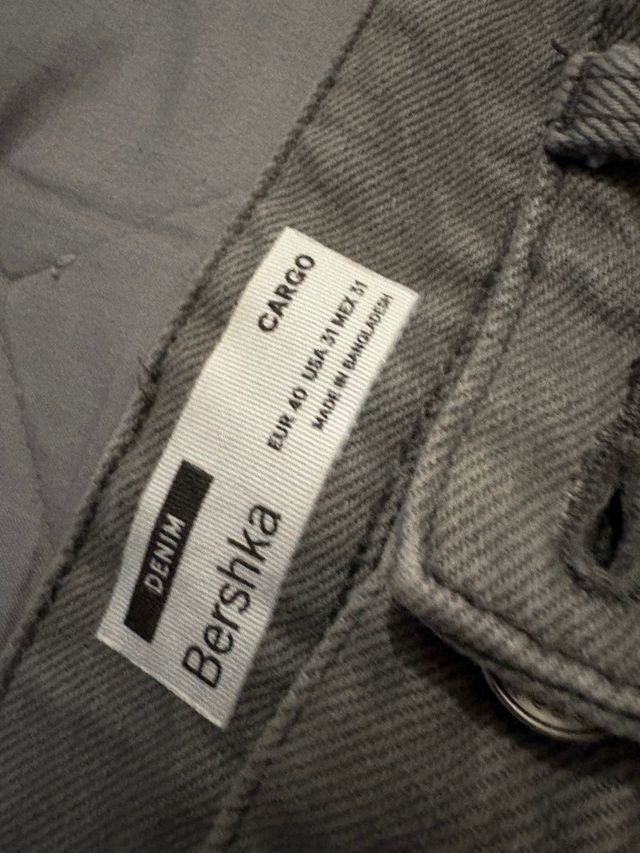 DENIM
Bershka
CARGO
EUR 40 USA 31 MEX 31
MADE IN BANGLADESH